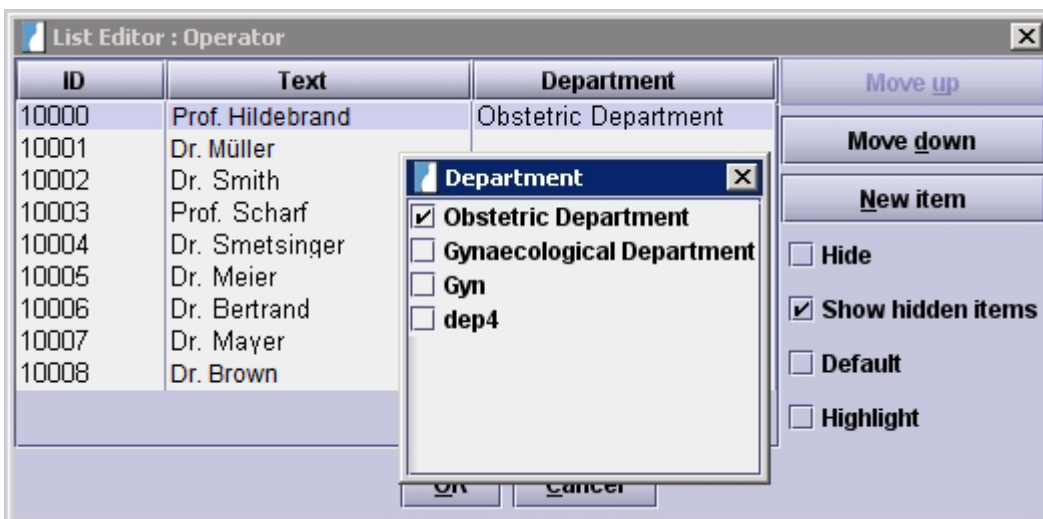 List Editor : Operator
ID Text Department
Move up
10000 Prof. Hildebrand Obstetric Department
10001 Dr. Müller
Move down
10002 Dr. Smith
10003 Prof. Scharf
New item
10004 Dr. Smetsinger
10005 Dr. Meier
10006 Dr. Bertrand
10007 Dr. Mayer
10008 Dr. Brown
Department
Obstetric Department
Gynaecological Department
Gyn
dep4
Hide
Show hidden items
Default
Highlight
OK Cancel